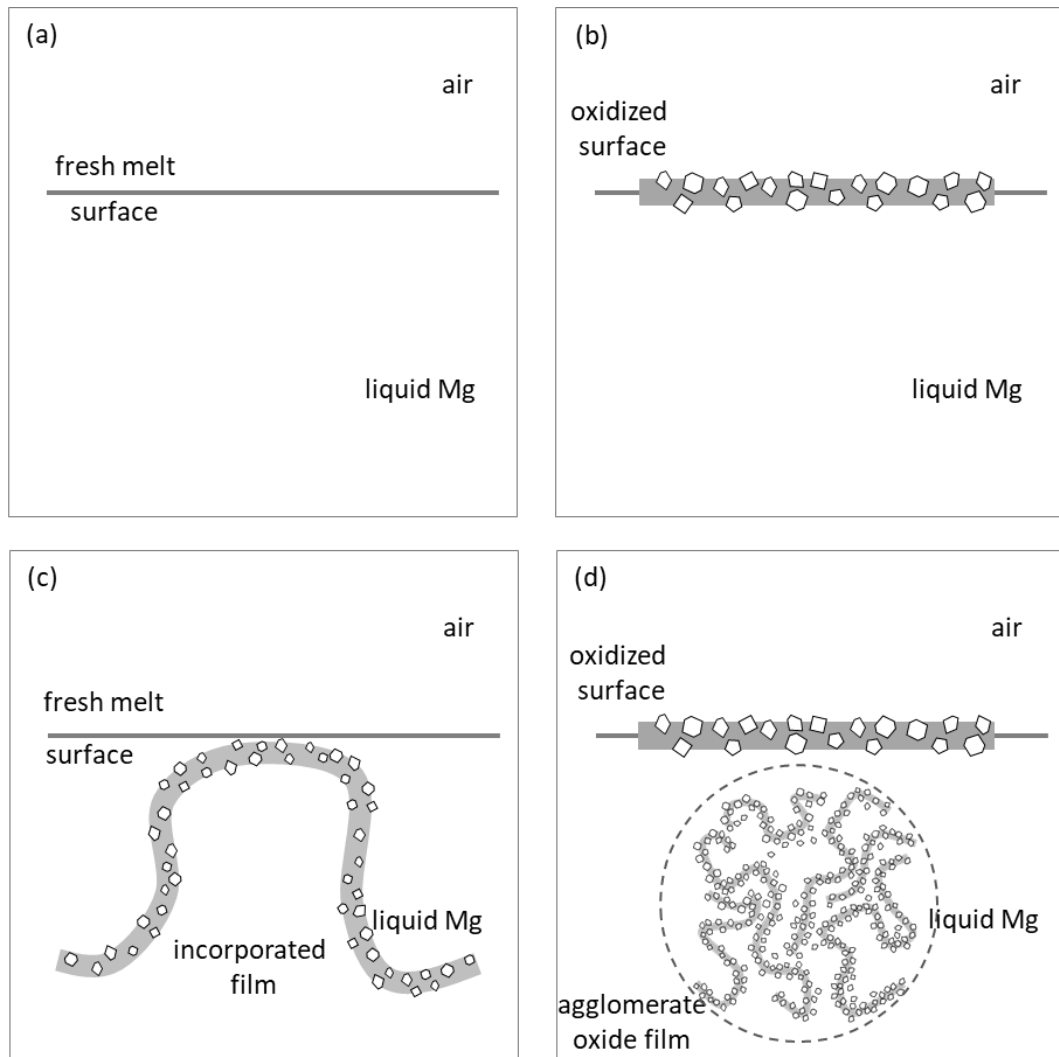 (a)
air
fresh melt
surface
liquid Mg
(b)
air
oxidized
surface
liquid Mg
(c)
air
fresh melt
surface
liquid Mg
incorporated
film
(d)
air
oxidized
surface
liquid Mg
agglomerate
oxide film